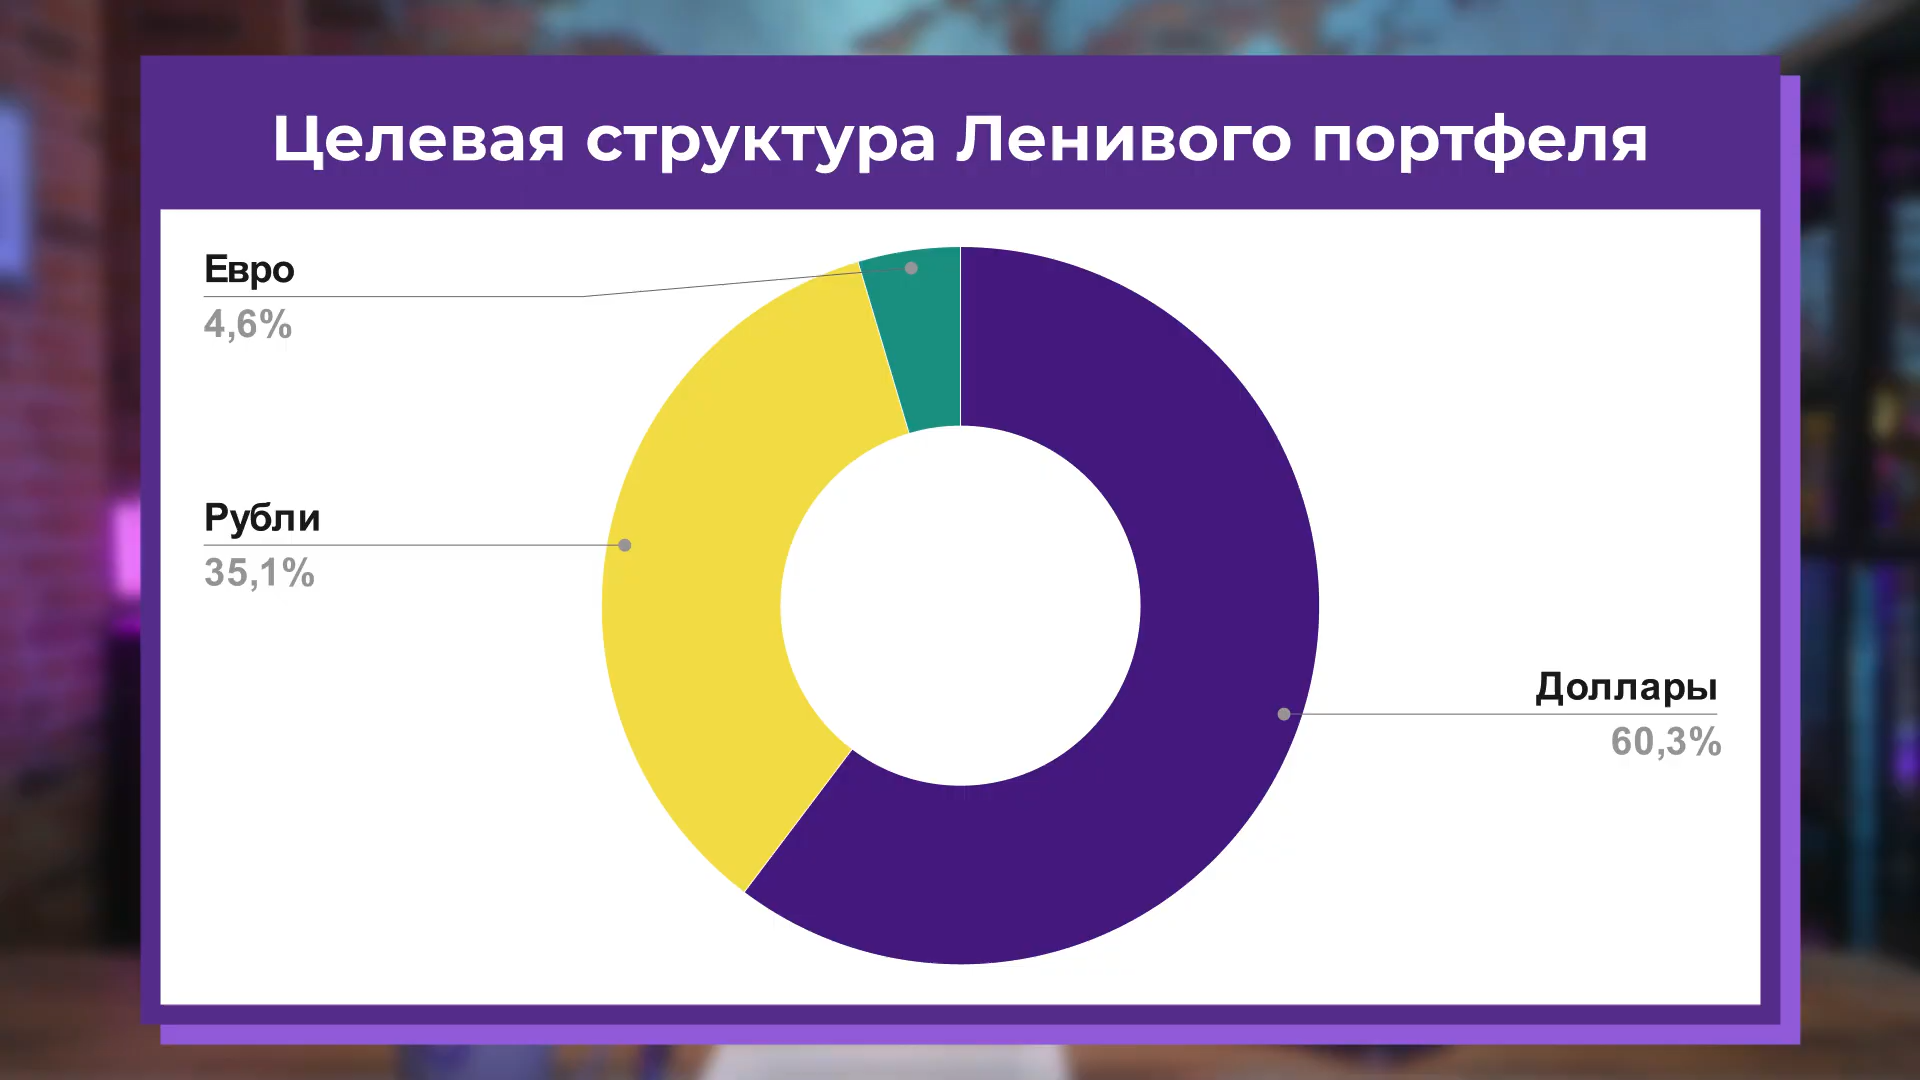 Целевая структура Ленивого портфеля
Евро
4,6%
Рубли
35,1%
Доллары
60,3%